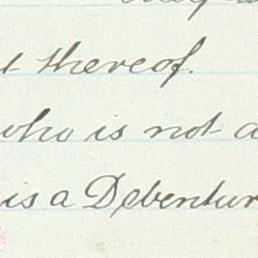 thereof.
who is not a
is a Debentur